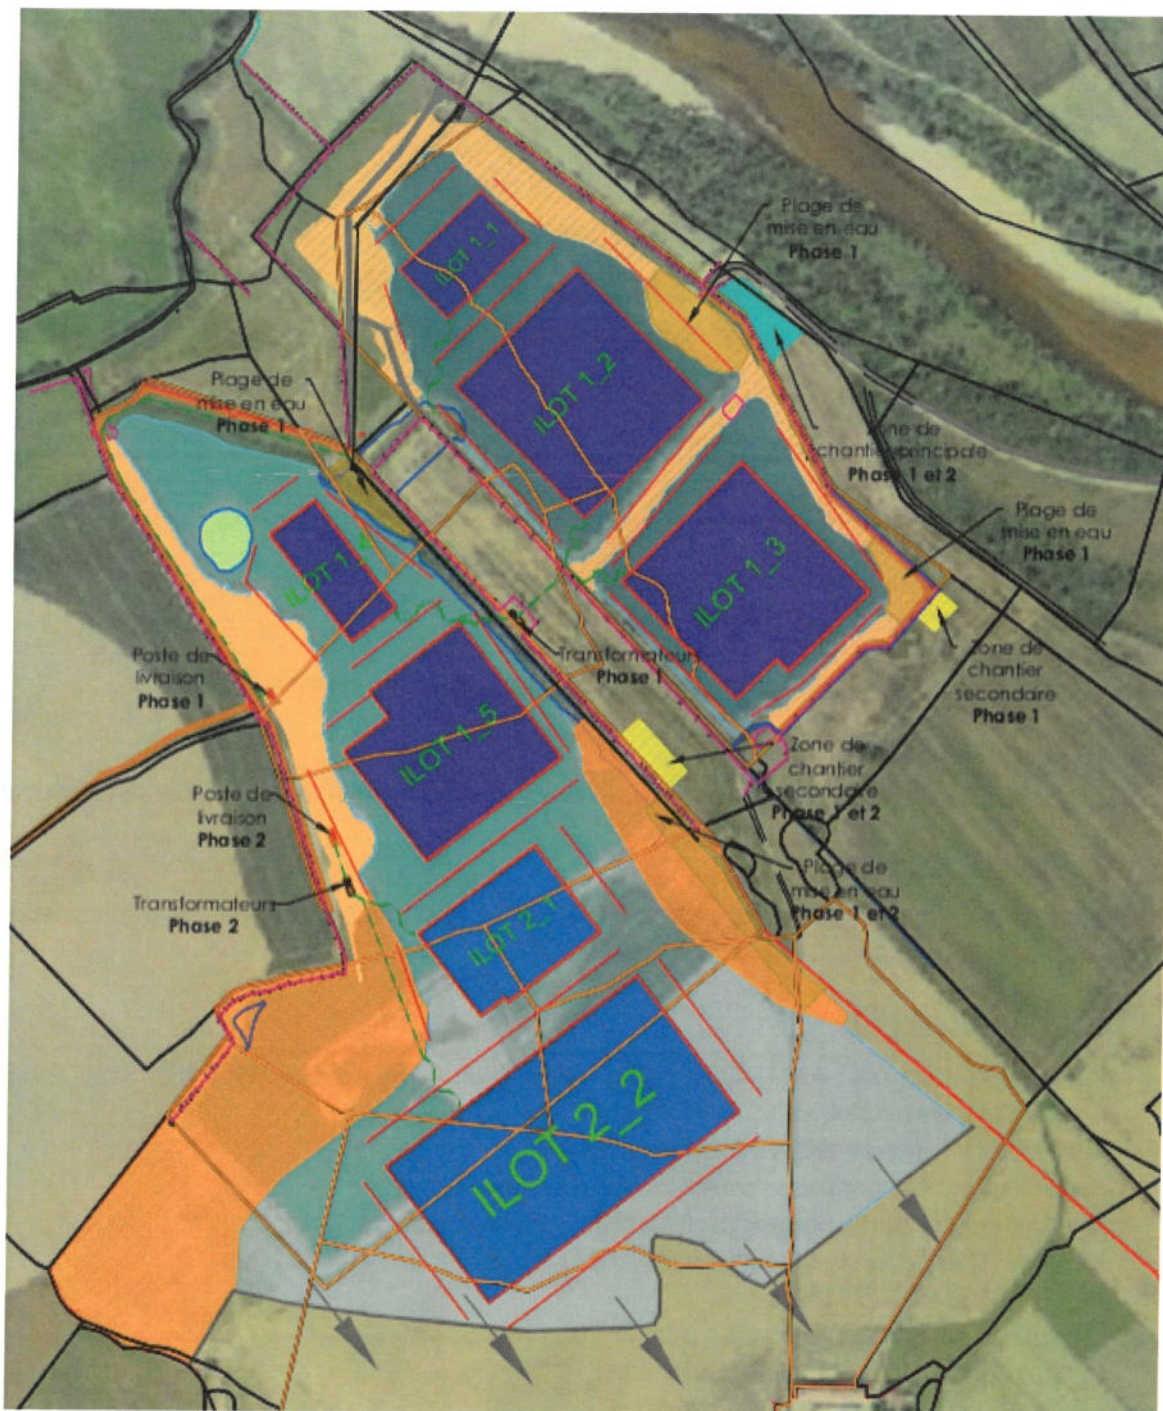 Plage de
mise en eau
Phase 1
ILOT 1_1
ILOT 1_2
Plage de
mise en eau
Phase 1
Zone de
chantier principale
Phase 1 et 2
Plage de
mise en eau
Phase 1
ILOT 1_4
ILOT 1_3
Transformateurs
Phase 1
Zone de
chantier
secondaire
Phase 1
Poste de
livraison
Phase 1
ILOT 1_5
Zone de
chantier
secondaire
Phase 1 et 2
Poste de
livraison
Phase 2
Plage de
mise en eau
Phase 1 et 2
Transformateurs
Phase 2
ILOT 2_1
ILOT 2_2